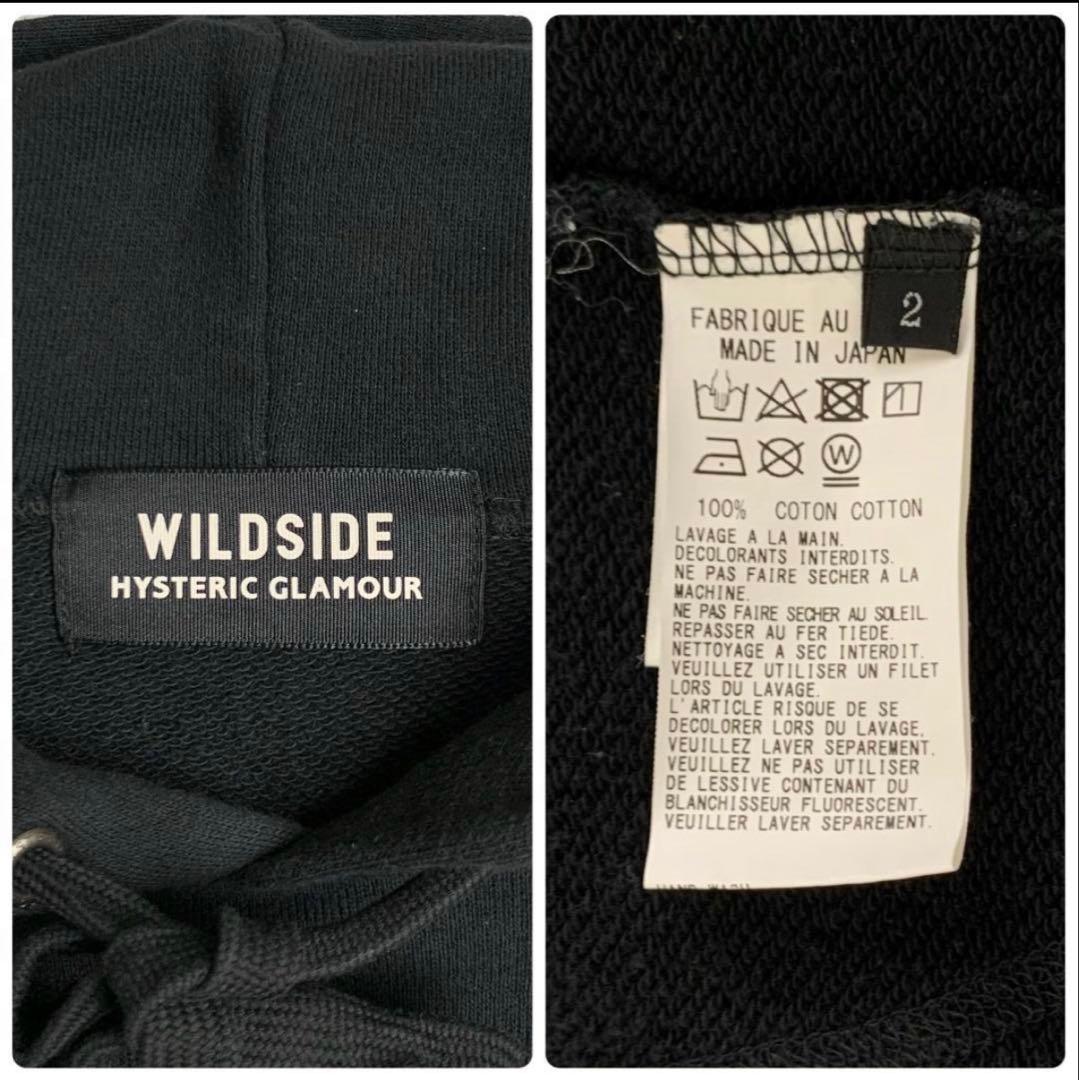 WILDSIDE
HYSTERIC GLAMOUR
2
FABRIQUE AU
MADE IN JAPAN
W
100% COTON COTTON
LAVAGE A LA MAIN.
DECOLORANTS INTERDITS.
NE PAS FAIRE SECHER A LA
MACHINE.
NE PAS FAIRE SECHER AU SOLEIL.
REPASSER AU FER TIEDE.
NETTOYAGE A SEC INTERDIT.
VEUILLEZ UTILISER UN FILET
LORS DU LAVAGE.
L'ARTICLE RISQUE DE SE
DECOLORER LORS DU LAVAGE,
VEUILLEZ LAVER SEPAREMENT.
VEUILLEZ NE PAS UTILISER
DE LESSIVE CONTENANT DU
BLANCHISSEUR FLUORESCENT.
VEUILLER LAVER SEPAREMENT.